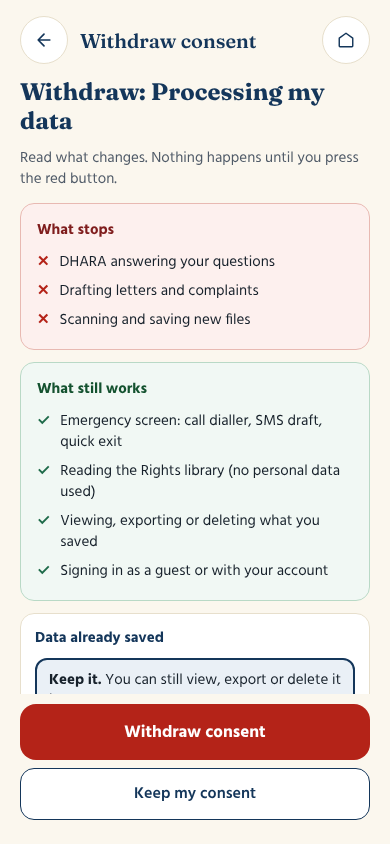 Withdraw consent
Withdraw: Processing my
data
Read what changes. Nothing happens until you press
the red button.
What stops
DHARA answering your questions
Drafting letters and complaints
Scanning and saving new files
What still works
Emergency screen: call dialler, SMS draft,
quick exit
Reading the Rights library (no personal data
used)
Viewing, exporting or deleting what you
saved
Signing in as a guest or with your account
Data already saved
Keep it. You can still view, export or delete it
Withdraw consent
Keep my consent